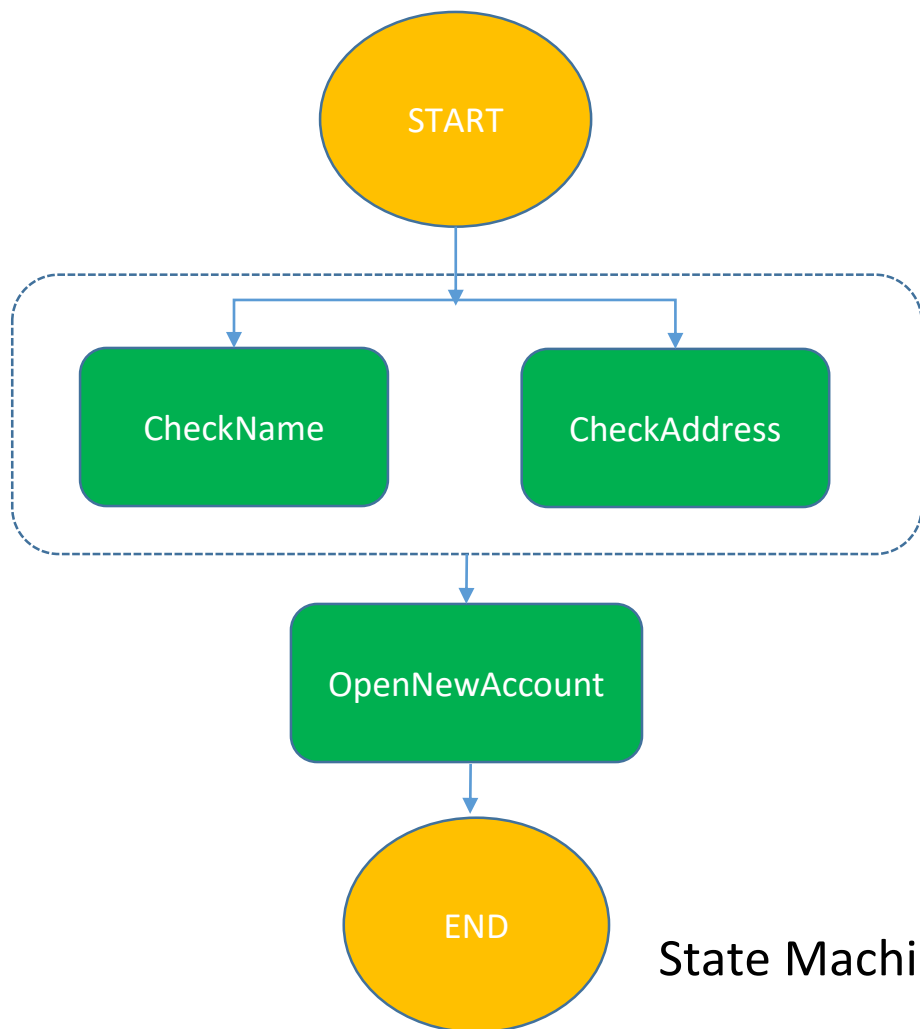 START
CheckName
CheckAddress
OpenNewAccount
END
State Machi